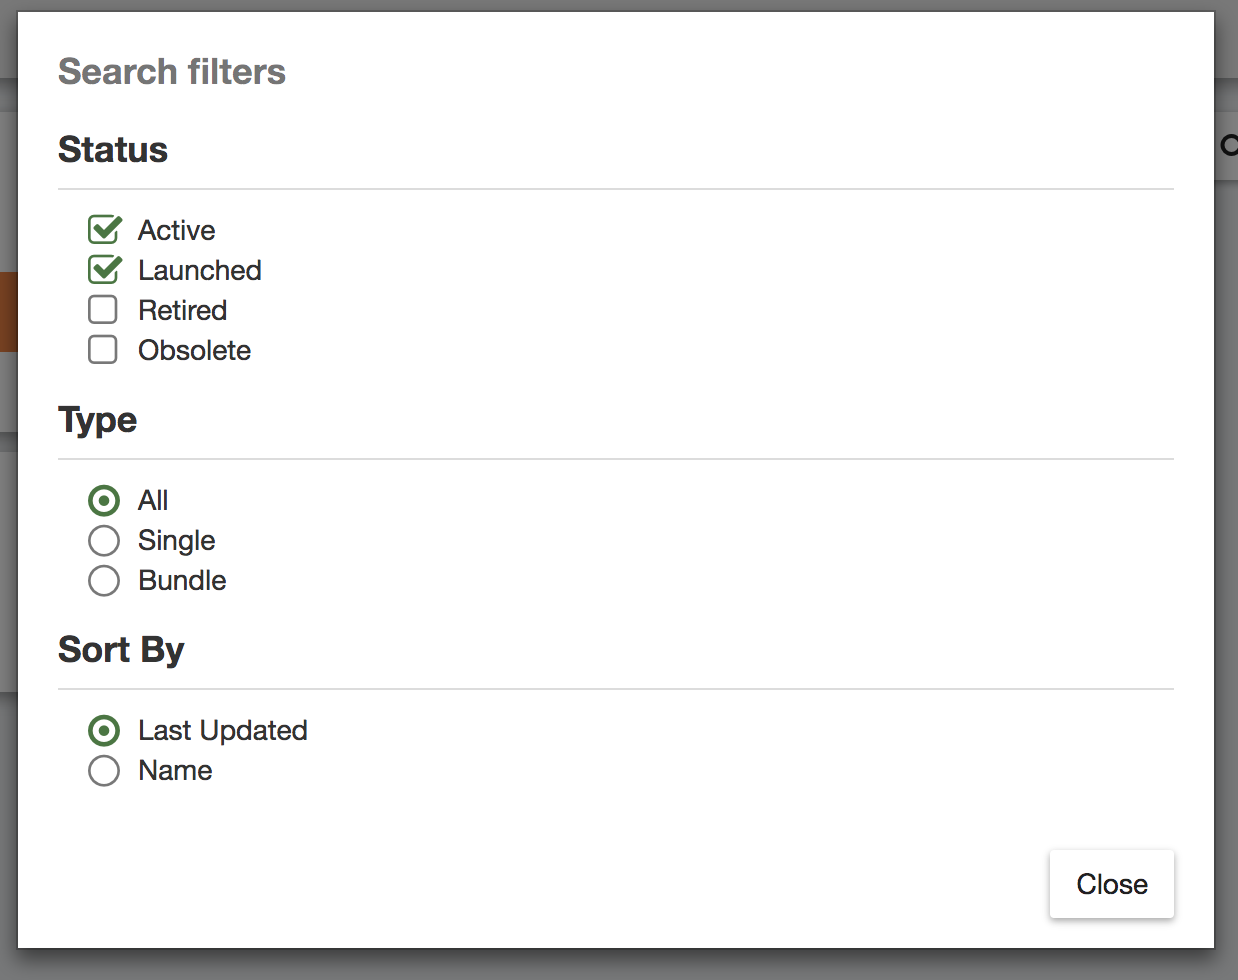 Search filters
Status
Active
Launched
Retired
Obsolete
Type
All
Single
Bundle
Sort By
Last Updated
Name
Close